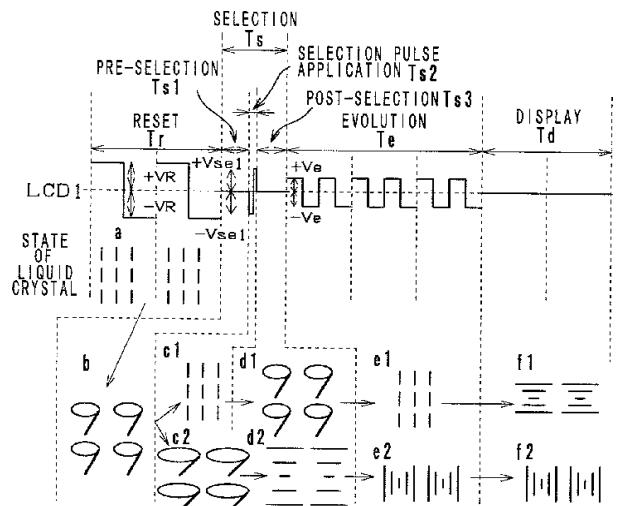 SELECTION
Ts
SELECTION PULSE
APPLICATION Ts2
PRE-SELECTION
Ts1
POST-SELECTION Ts3
RESET
Tr
EVOLUTION
Te
DISPLAY
Td
+VR
+Vse1
+Ve
LCD1
-VR
-Vse1
-Ve
a
STATE
OF
LIQUID
CRYSTAL
b
c1
d1
e1
f1
c2
d2
e2
f2